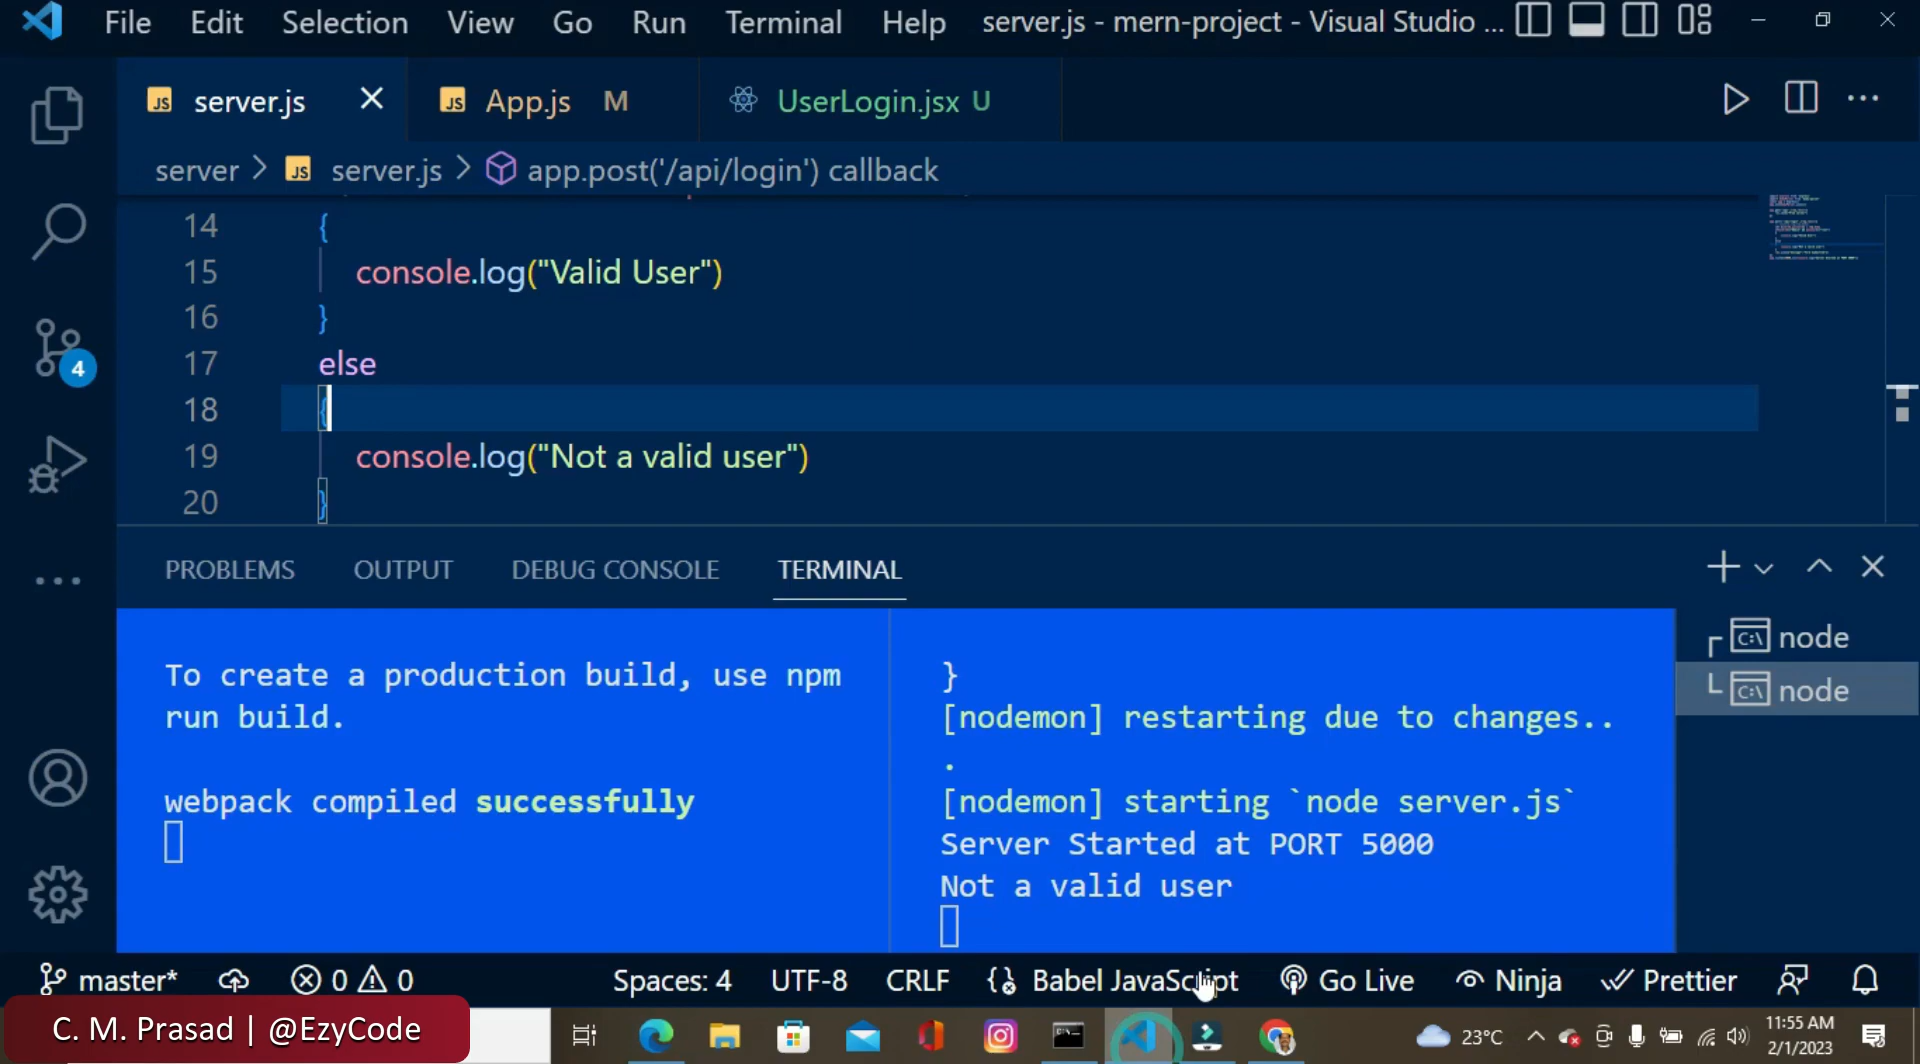 File Edit Selection View Go Run Terminal Help server.js - mern-project - Visual Studio ...
JS server.js JS App.js M UserLogin.jsx U
server > JS server.js > app.post('/api/login') callback
14 {
15 console.log("Valid User")
16 }
17 else
18 {
19 console.log("Not a valid user")
20 }
4
PROBLEMS OUTPUT DEBUG CONSOLE TERMINAL
To create a production build, use npm
run build.
webpack compiled successfully
}
[nodemon] restarting due to changes..
.
[nodemon] starting `node server.js`
Server Started at PORT 5000
Not a valid user
node
node
master* 0 0 Spaces: 4 UTF-8 CRLF Babel JavaScript Go Live Ninja Prettier
C. M. Prasad | @EzyCode
23°C
11:55 AM
2/1/2023